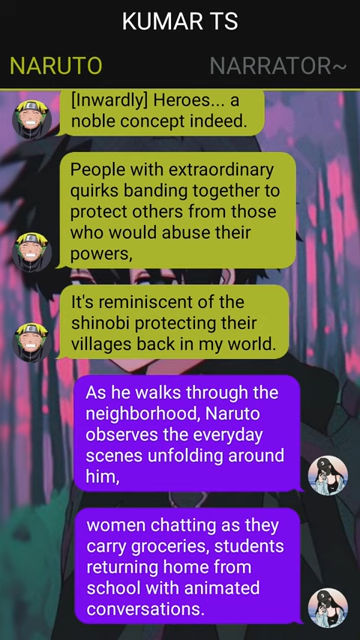 KUMAR TS
NARUTO NARRATOR~
[Inwardly] Heroes... a
noble concept indeed.
People with extraordinary
quirks banding together to
protect others from those
who would abuse their
powers,
It's reminiscent of the
shinobi protecting their
villages back in my world.
As he walks through the
neighborhood, Naruto
observes the everyday
scenes unfolding around
him,
women chatting as they
carry groceries, students
returning home from
school with animated
conversations.